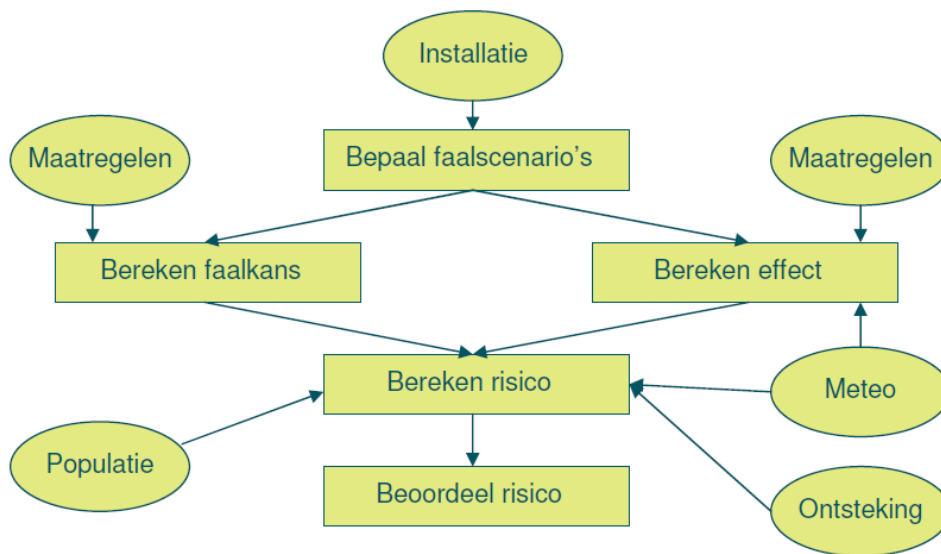 Installatie
Maatregelen
Bepaal faalscenario's
Maatregelen
Bereken faalkans
Bereken effect
Bereken risico
Meteo
Populatie
Beoordeel risico
Ontsteking